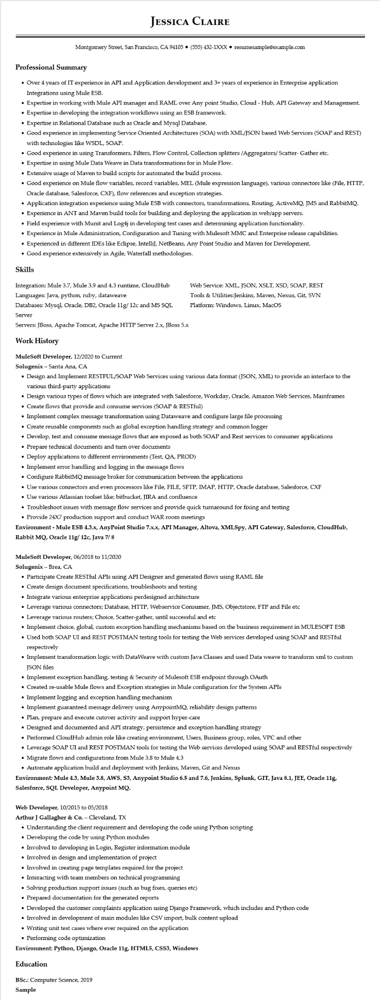 Jessica Claire
Montgomery Street, San Francisco, CA 94105 ● (555) 432-1XXX ● resumesample@example.com
Professional Summary
• Over 4 years of IT experience in API and Application development and 3+ years of experience in Enterprise application
Integrations using Mule ESB.
• Expertise in working with Mule API manager and RAML over Any point Studio, Cloud - Hub, API Gateway and Management.
• Expertise in developing the integration workflows using an ESB framework.
• Expertise in Relational Database such as Oracle and Mysql Database.
• Good experience in implementing Service Oriented Architectures (SOA) with XML/JSON based Web Services (SOAP and REST)
with technologies like WSDL, SOAP.
• Good experience in using Transformers, Filters, Flow Control, Collection splitters /Aggregators/ Scatter- Gather etc.
• Expertise in using Mule Data Weave in Data transformations for in Mule Flow.
• Extensive usage of Maven to build scripts for automated the build process.
• Good experience on Mule flow variables, record variables, MEL (Mule expression language), various connectors like (File, HTTP,
Oracle database, Salesforce, CXF), flow references and exception strategies.
• Application integration experience using Mule ESB with connectors, transformations, Routing, ActiveMQ, JMS and RabbitMQ.
• Experience in ANT and Maven build tools for building and deploying the application in web/app servers.
• Field experience with Munit and Log4j in developing test cases and determining application functionality.
• Experience in Mule Administration, Configuration and Tuning with Mulesoft MMC and Enterprise release capabilities.
• Experienced in different IDEs like Eclipse, IntelliJ, NetBeans, Any Point Studio and Maven for Development.
• Good experience extensively in Agile, Waterfall methodologies.
Skills
Integration: Mule 3.7, Mule 3.9 and 4.3 runtime, CloudHub
Languages: Java, python, ruby, dataweave
Databases: Mysql, Oracle, DB2, Oracle 11g/ 12c and MS SQL
Server
Web Service: XML, JSON, XSLT, XSD, SOAP, REST
Tools & Utilities:Jenkins, Maven, Nexus, Git, SVN
Platform: Windows, Linux, MacOS
Servers: JBoss, Apache Tomcat, Apache HTTP Server 2.x, JBoss 5.x
Work History
MuleSoft Developer, 12/2020 to Current
Solugenix – Santa Ana, CA
• Design and Implement RESTFUL/SOAP Web Services using various data format (JSON, XML) to provide an interface to the
various third-party applications
• Design various types of flows which are integrated with Salesforce, Workday, Oracle, Amazon Web Services, Mainframes
• Create flows that provide and consume services (SOAP & RESTful)
• Implement complex message transformation using Dataweave and configure large file processing
• Create reusable components such as global exception handling strategy and common logger
• Develop, test and consume message flows that are exposed as both SOAP and Rest services to consumer applications
• Prepare technical documents and turn over documents
• Deploy applications to different environments (Test, QA, PROD)
• Implement error handling and logging in the message flows
• Configure RabbitMQ message broker for communication between the applications
• Use various connectors and even processors like File, FILE, SFTP, IMAP, HTTP, Oracle database, Salesforce, CXF
• Use various Atlassian toolset like; bitbucket, JIRA and confluence
• Troubleshoot issues with message flow services and provide quick turnaround for fixing and testing
• Provide 24X7 production support and conduct WAR room meetings
Environment - Mule ESB 4.3.x, AnyPoint Studio 7.x.x, API Manager, Altova, XMLSpy, API Gateway, Salesforce, CloudHub,
Rabbit MQ, Oracle 11g/ 12c, Java 7/ 8
MuleSoft Developer, 06/2018 to 11/2020
Solugenix – Brea, CA
• Participate Create RESTful APIs using API Designer and generated flows using RAML file
• Create design document specifications, troubleshoots and testing
• Integrate various enterprise applications perdesigned architecture
• Leverage various connectors; Database, HTTP, Webservice Consumer, JMS, Objectstore, FTP and File etc
• Leverage various routers; Choice, Scatter-gather, until successful and etc
• Implement choice, global, custom exception handling mechanisms based on the business requirement in MULESOFT ESB
• Used both SOAP UI and REST POSTMAN testing tools for testing the Web services developed using SOAP and RESTful
respectively
• Implement transformation logic with DataWeave with custom Java Classes and used Data weave to transform xml to custom
JSON files
• Implement exception handling, testing & Security of Mulesoft ESB endpoint through OAuth
• Created re-usable Mule flows and Exception strategies in Mule configuration for the System APIs
• Implement logging and exception handling mechanism
• Implement guaranteed message delivery using AnypointMQ, reliability design patterns
• Plan, prepare and execute cutover activity and support hyper-care
• Designed and documented and API strategy, persistence and exception handling strategy
• Performed CloudHub admin role like creating environment, Users, Business group, roles, VPC and other
• Leverage SOAP UI and REST POSTMAN tools for testing the Web services developed using SOAP and RESTful respectively
• Migrate flows and configurations from Mule 3.8 to Mule 4.3
• Automate application build and deployment with Jenkins, Maven, Git and Nexus
Environment: Mule 4.3, Mule 3.8, AWS, S3, Anypoint Studio 6.5 and 7.6, Jenkins, Splunk, GIT, Java 8.1, JEE, Oracle 11g,
Salesforce, SQL Developer, Anypoint MQ.
Web Developer, 10/2015 to 05/2018
Arthur J Gallagher & Co. – Cleveland, TX
• Understanding the client requirement and developing the code using Python scripting
• Developing the code by using Python modules
• Involved to developing in Login, Register information module
• Involved in design and implementation of project
• Involved in creating page templates required for the project
• Interacting with team members on technical programming
• Solving production support issues (such as bug fixes, queries etc)
• Prepared documentation for the generated reports
• Developed the customer complaints application using Django Framework, which includes and Python code
• Involved in development of main modules like CSV import, bulk content upload
• Writing unit test cases where ever required on the application
• Performing code optimization
Environment: Python, Django, Oracle 11g, HTML5, CSS3, Windows
Education
BSc.: Computer Science, 2019
Sample